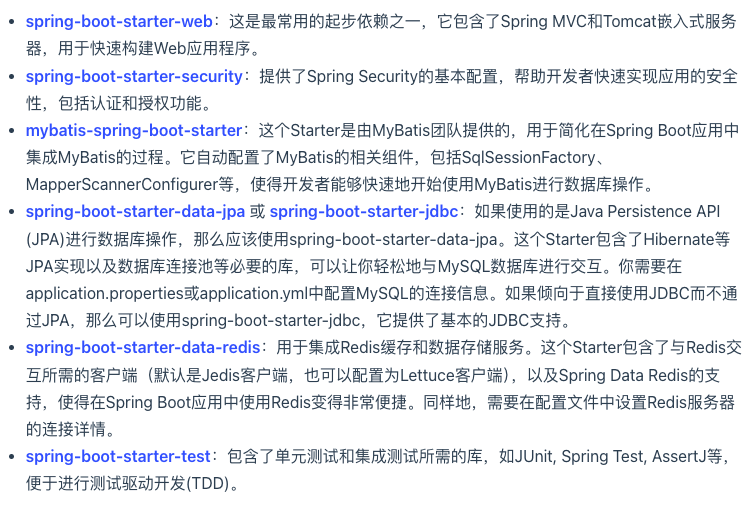 • spring-boot-starter-web：这是最常用的起步依赖之一，它包含了Spring MVC和Tomcat嵌入式服务
器，用于快速构建Web应用程序。
• spring-boot-starter-security：提供了Spring Security的基本配置，帮助开发者快速实现应用的安全
性，包括认证和授权功能。
• mybatis-spring-boot-starter：这个Starter是由MyBatis团队提供的，用于简化在Spring Boot应用中
集成MyBatis的过程。它自动配置了MyBatis的相关组件，包括SqlSessionFactory、
MapperScannerConfigurer等，使得开发者能够快速地开始使用MyBatis进行数据库操作。
• spring-boot-starter-data-jpa 或 spring-boot-starter-jdbc：如果使用的是Java Persistence API
(JPA)进行数据库操作，那么应该使用spring-boot-starter-data-jpa。这个Starter包含了Hibernate等
JPA实现以及数据库连接池等必要的库，可以让你轻松地与MySQL数据库进行交互。你需要在
application.properties或application.yml中配置MySQL的连接信息。如果倾向于直接使用JDBC而不通
过JPA，那么可以使用spring-boot-starter-jdbc，它提供了基本的JDBC支持。
• spring-boot-starter-data-redis：用于集成Redis缓存和数据存储服务。这个Starter包含了与Redis交
互所需的客户端（默认是Jedis客户端，也可以配置为Lettuce客户端），以及Spring Data Redis的支
持，使得在Spring Boot应用中使用Redis变得非常便捷。同样地，需要在配置文件中设置Redis服务器
的连接详情。
• spring-boot-starter-test：包含了单元测试和集成测试所需的库，如JUnit, Spring Test, AssertJ等，
便于进行测试驱动开发(TDD)。